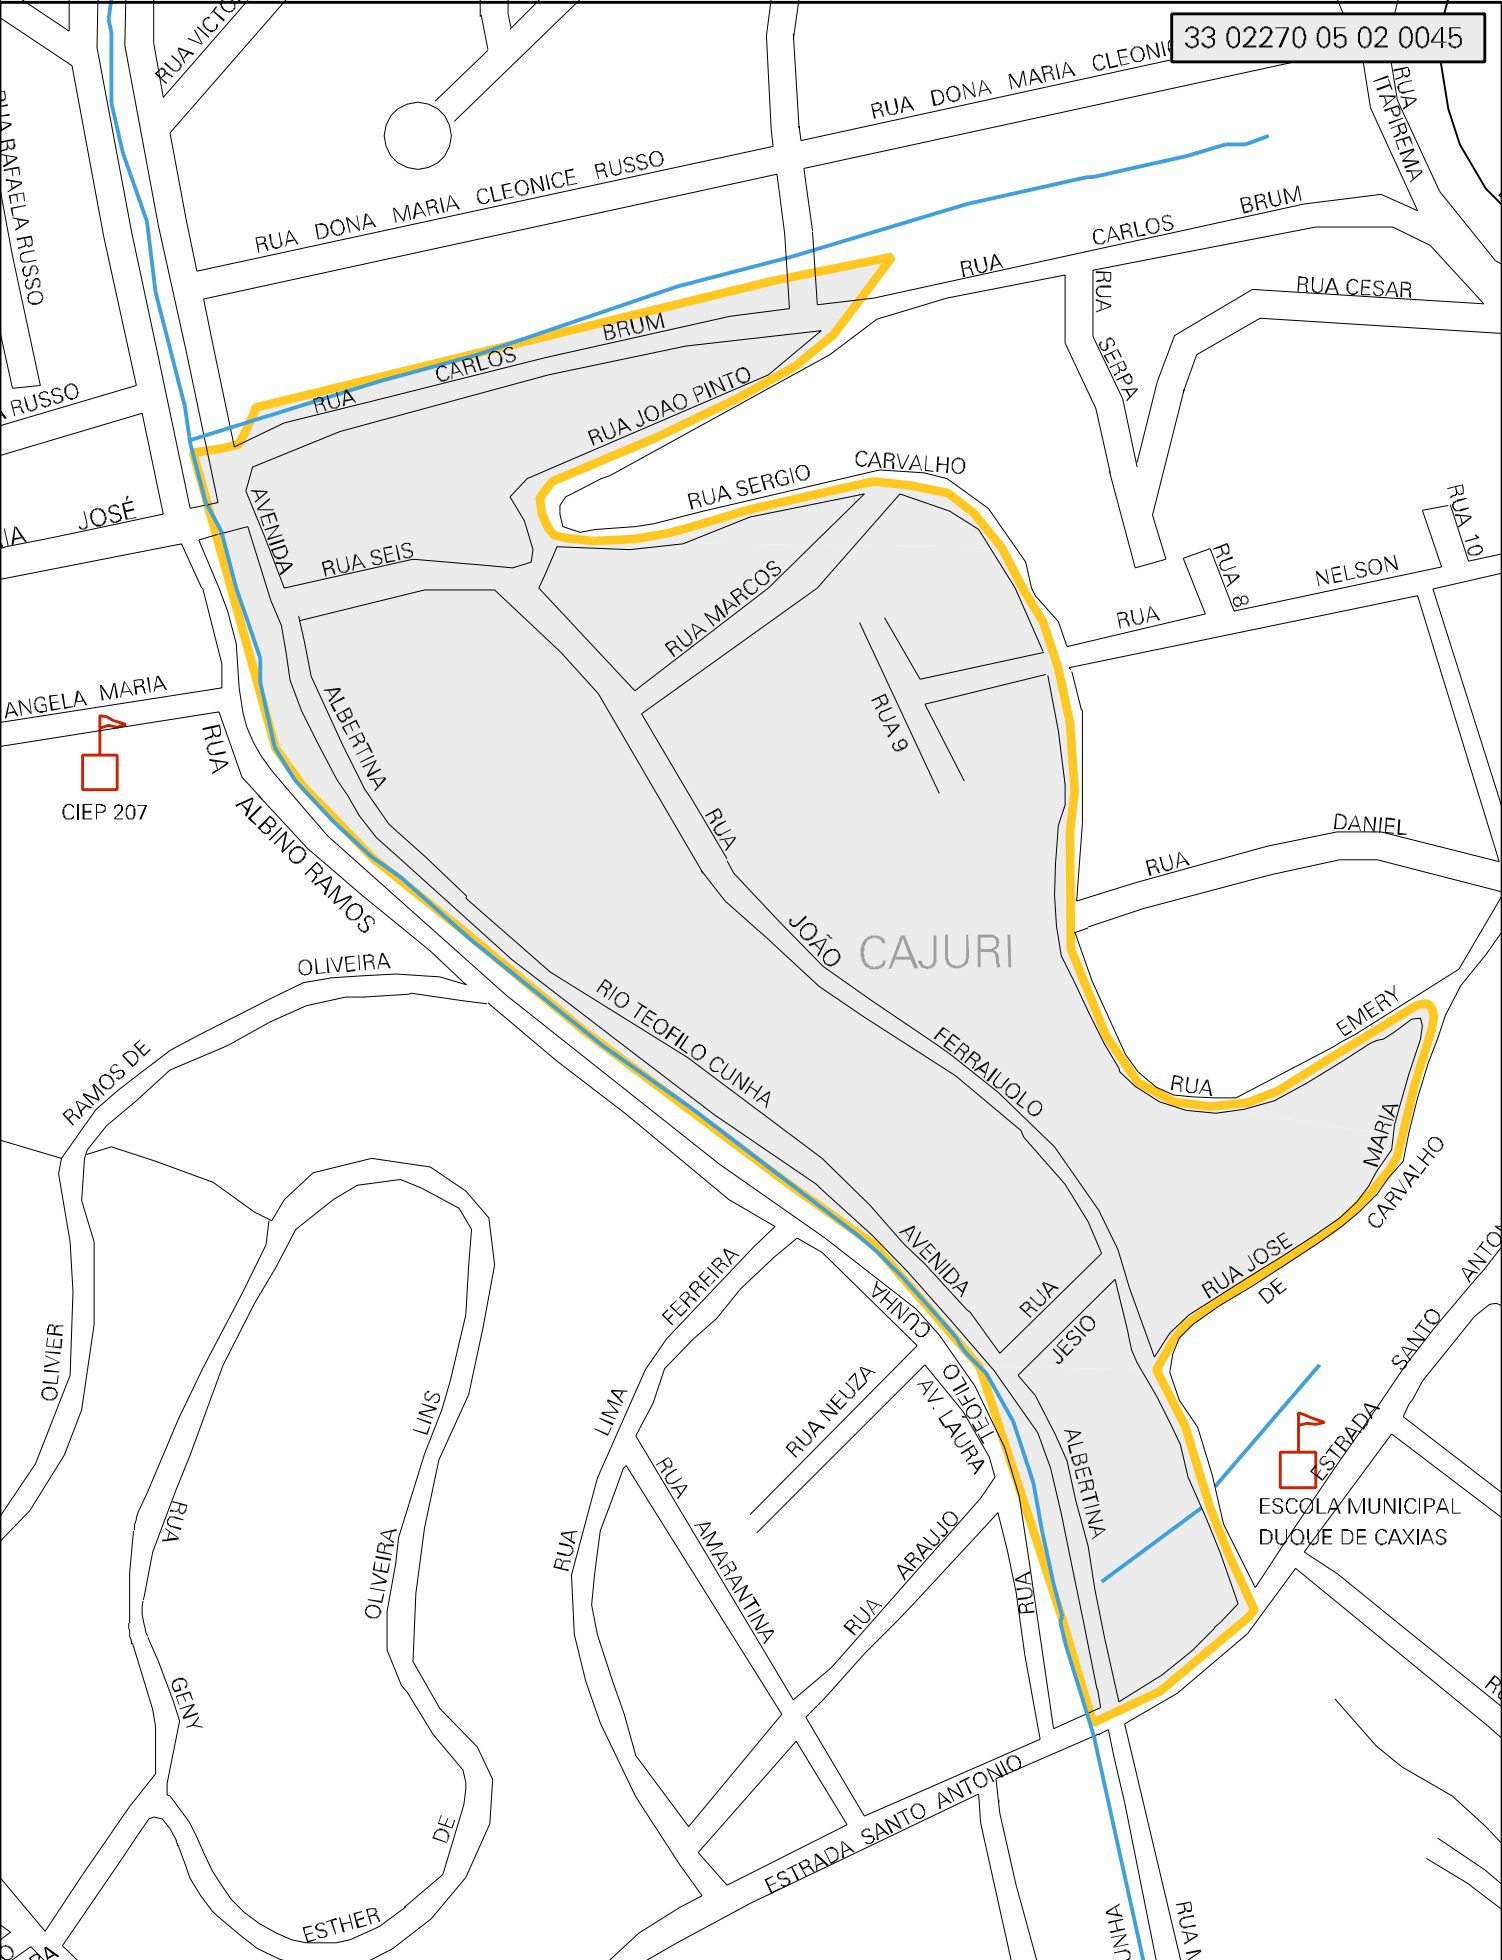 33 02270 05 02 0045
RUA DONA MARIA CLEONIC
RUA
ITAPIREMA
RUA RAFAELA RUSSO
RUA DONA MARIA CLEONICE RUSSO
RUA CARLOS BRUM
RUA SERPA
RUA CESAR
RUA CARLOS BRUM
RUSSO
RUA JOAO PINTO
RUA SERGIO CARVALHO
JOSÉ
AVENIDA
RUA SEIS
RUA MARCOS
RUA 10
RUA 8
RUA NELSON
ANGELA MARIA
CIEP 207
RUA ALBINO RAMOS
ALBERTINA
RUA 9
RUA JOÃO FERRAIUOLO
CAJURI
RUA DANIEL
RAMOS DE OLIVEIRA
RIO TEOFILO CUNHA
RUA EMERY
MARIA
RUA JOSE DE CARVALHO
AVENIDA
RUA JESIO
ALBERTINA
OLIVIER
RUA LIMA FERREIRA
CUNHA
TEOFILO
RUA
AV. LAURA
RUA NEUZA
RUA AMARANTINA
RUA ARAUJO
ESTRADA SANTO ANTON
ESCOLA MUNICIPAL
DUQUE DE CAXIAS
RUA GENY
LINS
OLIVEIRA
DE
ESTHER
ESTRADA SANTO ANTONIO
UNHA